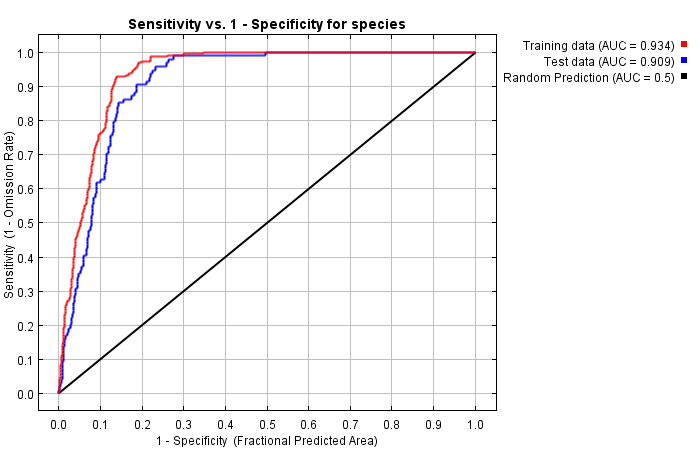 Sensitivity vs. 1 - Specificity for species
Training data (AUC = 0.934)
Test data (AUC = 0.909)
Random Prediction (AUC = 0.5)
Sensitivity (1 - Omission Rate)
1.0
0.9
0.8
0.7
0.6
0.5
0.4
0.3
0.2
0.1
0.0
0.0 0.1 0.2 0.3 0.4 0.5 0.6 0.7 0.8 0.9 1.0
1 - Specificity (Fractional Predicted Area)